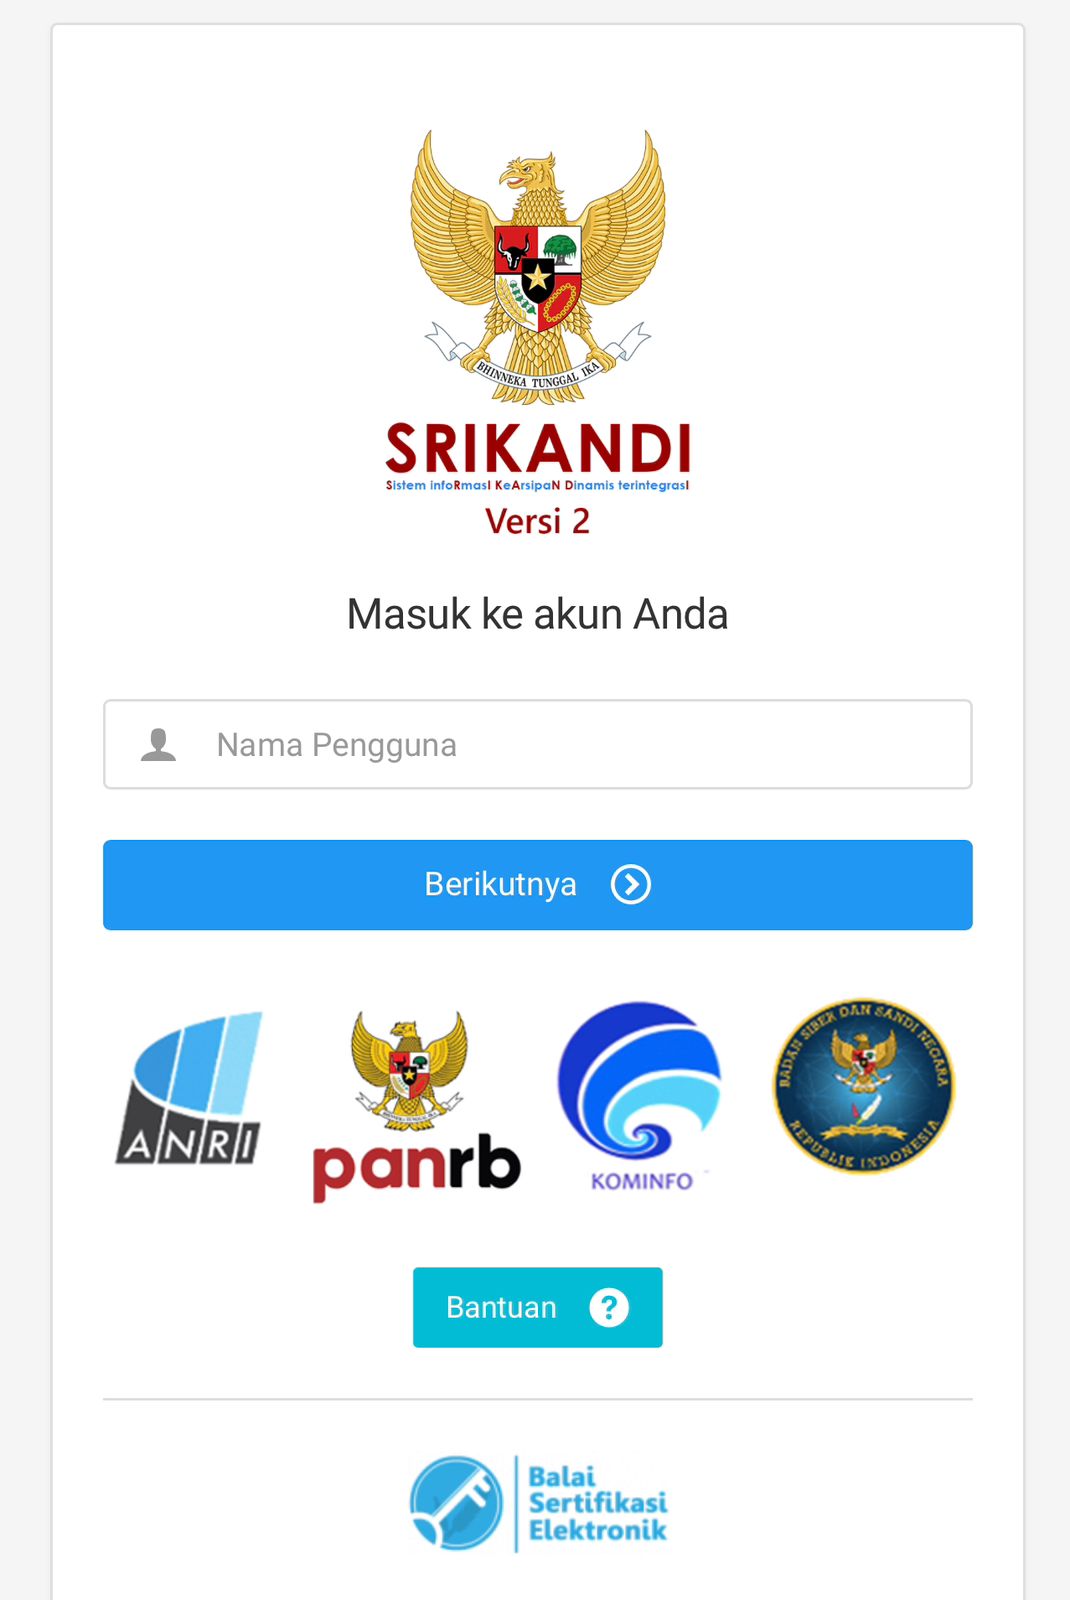 BHINNEKA TUNGGAL IKA
SRIKANDI
Sistem infoRmasI KeArsipaN Dinamis terintegrasI
Versi 2
Masuk ke akun Anda
Nama Pengguna
Berikutnya
ANRI
panrb
KOMINFO
BADAN SIBER DAN SANDI NEGARA
REPUBLIK INDONESIA
Bantuan
Balai
Sertifikasi
Elektronik